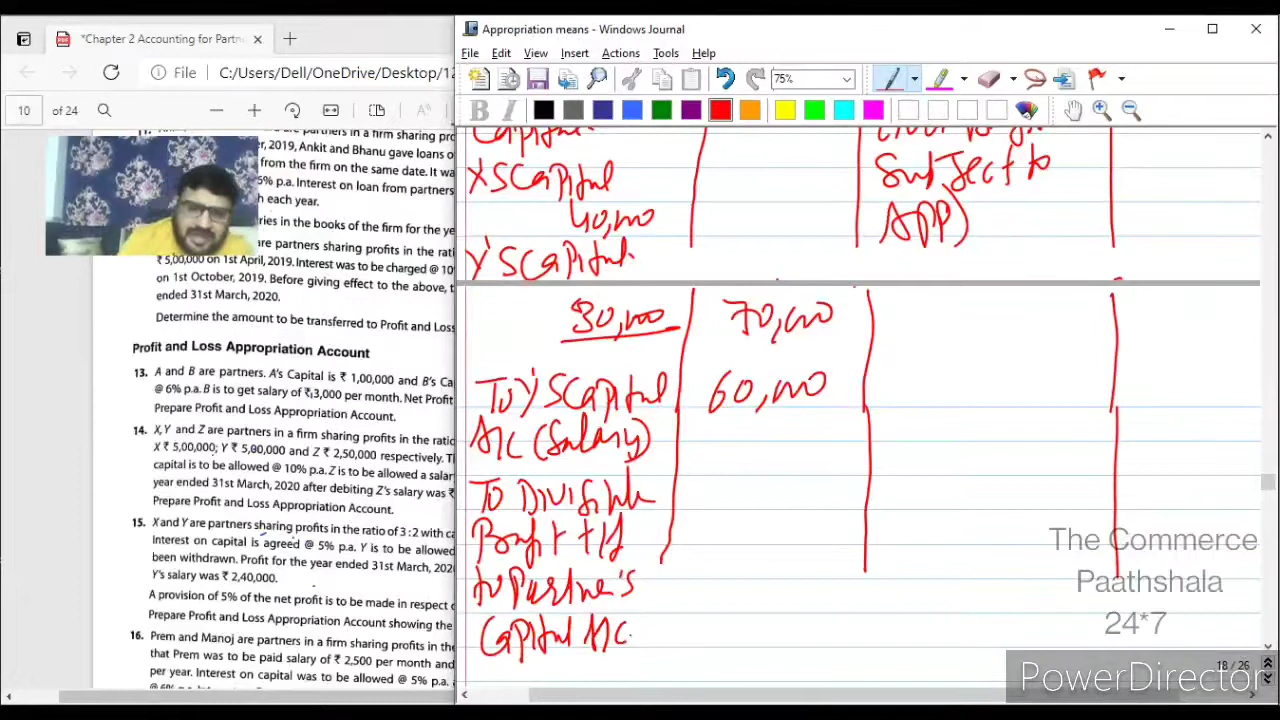 *Chapter 2 Accounting for Partn
File
C:/Users/Dell/OneDrive/Desktop/12
10 of 24
are partners in a firm sharing pro
er, 2019, Ankit and Bhanu gave loans o
from the firm on the same date. It wa
6% p.a. Interest on loan from partners
h each year.
ries in the books of the firm for the ye
are partners sharing profits in the rati
₹ 5,00,000 on 1st April, 2019. Interest was to be charged @ 10%
on 1st October, 2019. Before giving effect to the above, t
ended 31st March, 2020.
Determine the amount to be transferred to Profit and Loss
Profit and Loss Appropriation Account
13. A and B are partners. A's Capital is ₹ 1,00,000 and B's Ca
@ 6% p.a. B is to get salary of ₹ 3,000 per month. Net Profit
Prepare Profit and Loss Appropriation Account.
14. X, Y and Z are partners in a firm sharing profits in the ratio
X ₹ 5,00,000; Y ₹ 5,00,000 and Z ₹ 2,50,000 respectively. T
capital is to be allowed @ 10% p.a. Z is to be allowed a salar
year ended 31st March, 2020 after debiting Z's salary was ₹
Prepare Profit and Loss Appropriation Account.
15. X and Y are partners sharing profits in the ratio of 3 : 2 with ca
Interest on capital is agreed @ 5% p.a. Y is to be allowed
been withdrawn. Profit for the year ended 31st March, 202
Y's salary was ₹ 2,40,000.
A provision of 5% of the net profit is to be made in respect o
Prepare Profit and Loss Appropriation Account showing the
16. Prem and Manoj are partners in a firm sharing profits in the
that Prem was to be paid salary of ₹ 2,500 per month and
per year. Interest on capital was to be allowed @ 5% p.a.
Appropriation means - Windows Journal
File Edit View Insert Actions Tools Help
75%
B I
Capital
X's Capital
Subject to
40,000
APP)
Y's Capital
30,000 70,000
To Y's Capital 60,000
A/C (Salary)
To Divisible
Profit t/f
to Partner's
Capital A/C
The Commerce
Paathshala
24*7
18 / 26
PowerDirector